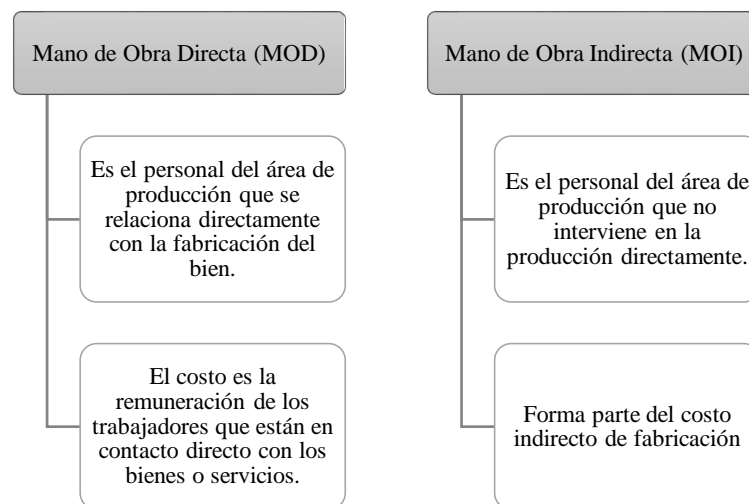 Mano de Obra Directa (MOD)
Es el personal del área de
producción que se
relaciona directamente
con la fabricación del
bien.
El costo es la
remuneración de los
trabajadores que están en
contacto directo con los
bienes o servicios.
Mano de Obra Indirecta (MOI)
Es el personal del área de
producción que no
interviene en la
producción directamente.
Forma parte del costo
indirecto de fabricación